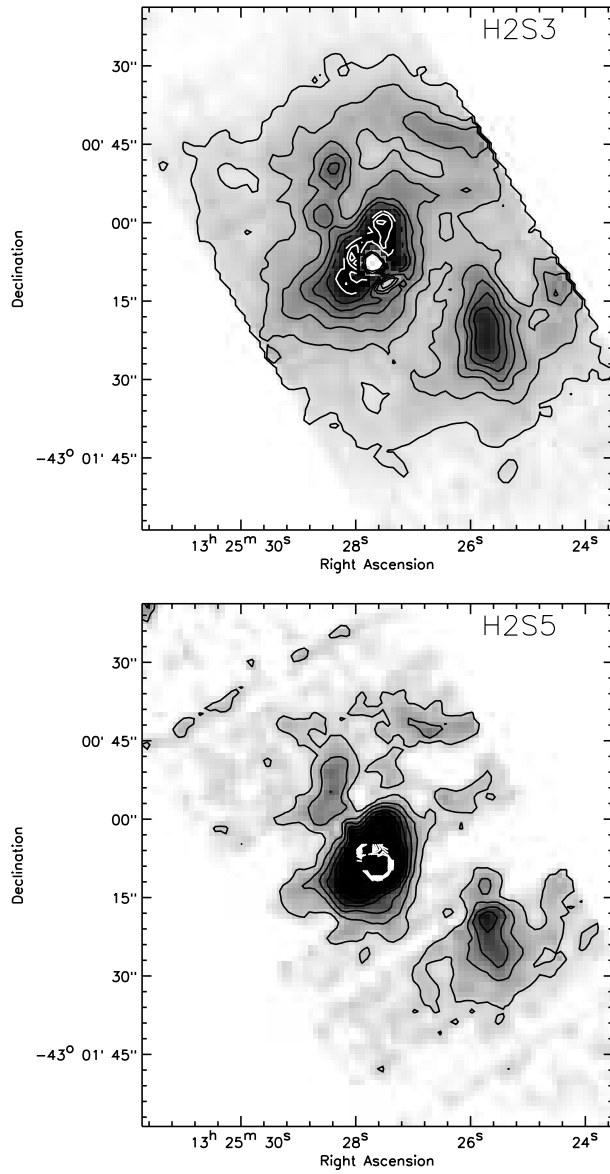 H2S3
30"
00' 45"
00"
Declination
15"
30"
−43° 01' 45"
13h 25m 30s 28s 26s 24s
Right Ascension
H2S5
30"
00' 45"
00"
Declination
15"
30"
−43° 01' 45"
13h 25m 30s 28s 26s 24s
Right Ascension